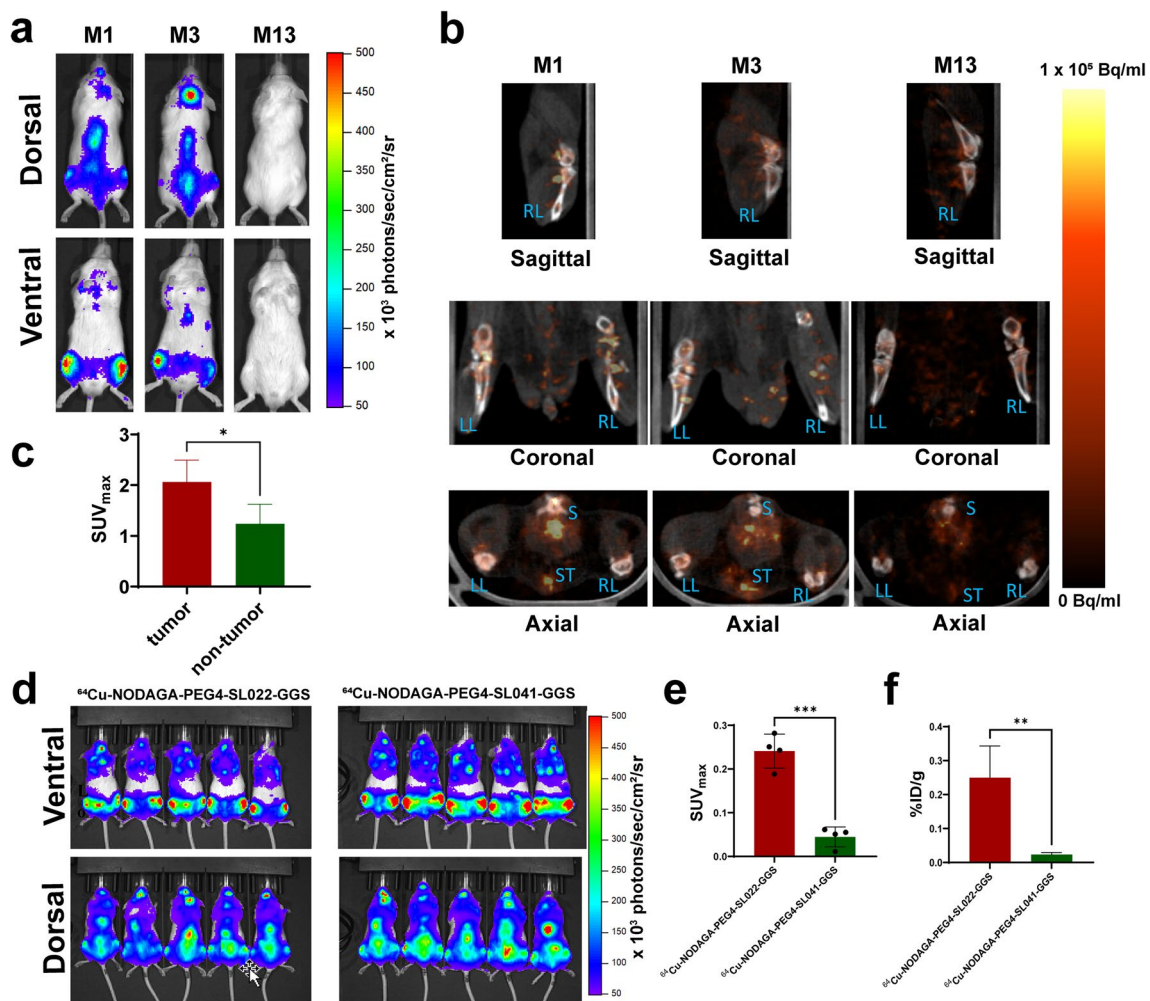 a
M1 M3 M13
Dorsal
Ventral
500
450
400
350
300
250
200
150
100
50
x 10³ photons/sec/cm²/sr
b
M1 M3 M13
RL RL RL
Sagittal Sagittal Sagittal
LL RL LL RL LL RL
Coronal Coronal Coronal
S S S
LL ST RL LL ST RL LL ST RL
Axial Axial Axial
1 x 10⁵ Bq/ml
0 Bq/ml
c
*
3
2
1
0
SUVmax
tumor
non-tumor
d
⁶⁴Cu-NODAGA-PEG4-SL022-GGS ⁶⁴Cu-NODAGA-PEG4-SL041-GGS
Ventral
Dorsal
500
450
400
350
300
250
200
150
100
50
x 10³ photons/sec/cm²/sr
e
***
0.3
0.2
0.1
0.0
SUVmax
⁶⁴Cu-NODAGA-PEG4-SL022-GGS
⁶⁴Cu-NODAGA-PEG4-SL041-GGS
f
**
0.4
0.3
0.2
0.1
0.0
%ID/g
⁶⁴Cu-NODAGA-PEG4-SL022-GGS
⁶⁴Cu-NODAGA-PEG4-SL041-GGS